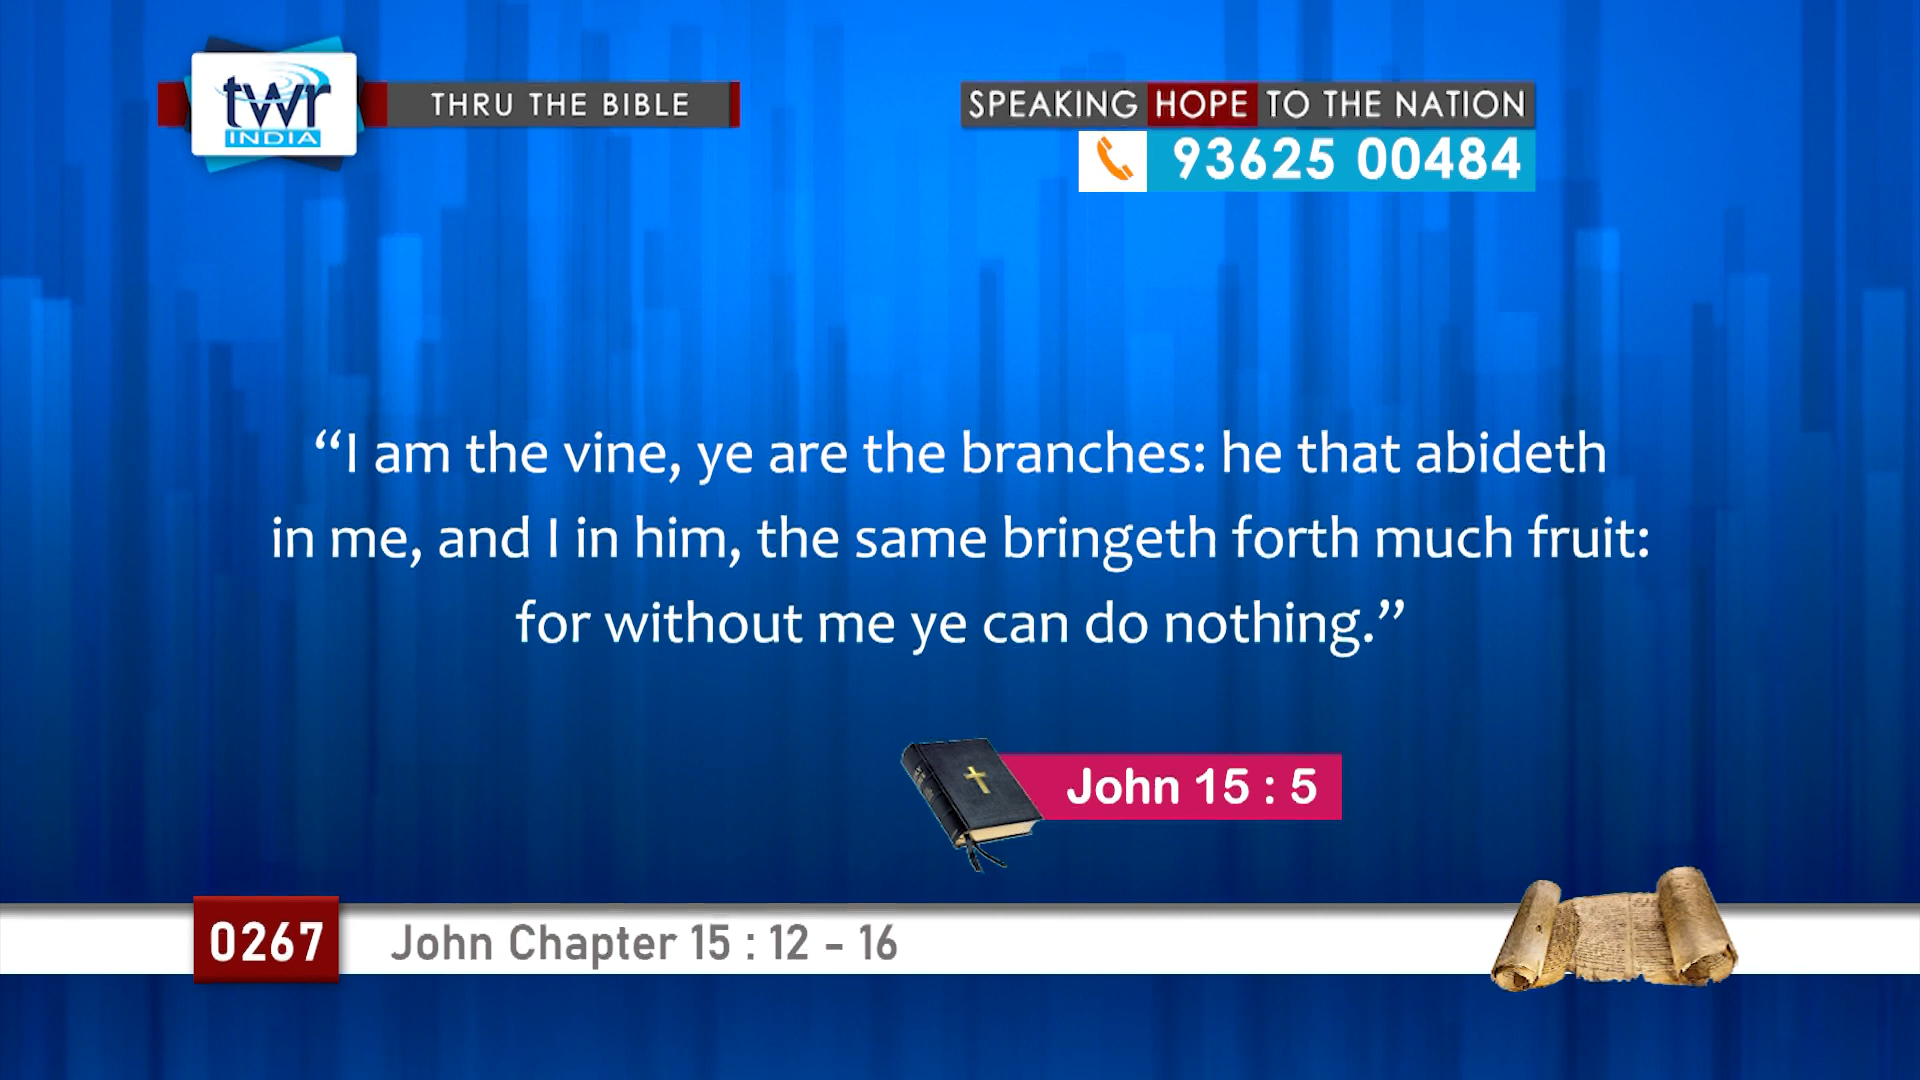 twr
INDIA
THRU THE BIBLE
SPEAKING HOPE TO THE NATION
93625 00484
“I am the vine, ye are the branches: he that abideth
in me, and I in him, the same bringeth forth much fruit:
for without me ye can do nothing.”
John 15 : 5
0267
John Chapter 15 : 12 - 16